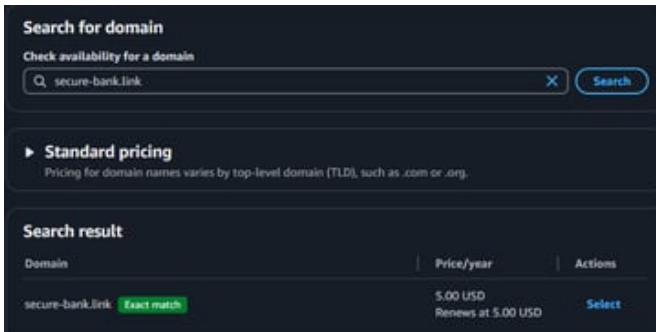 Search for domain
Check availability for a domain
secure-bank.link
Search
Standard pricing
Pricing for domain names varies by top-level domain (TLD), such as .com or .org.
Search result
Domain Price/year Actions
secure-bank.link Exact match 5.00 USD Select
Renews at 5.00 USD